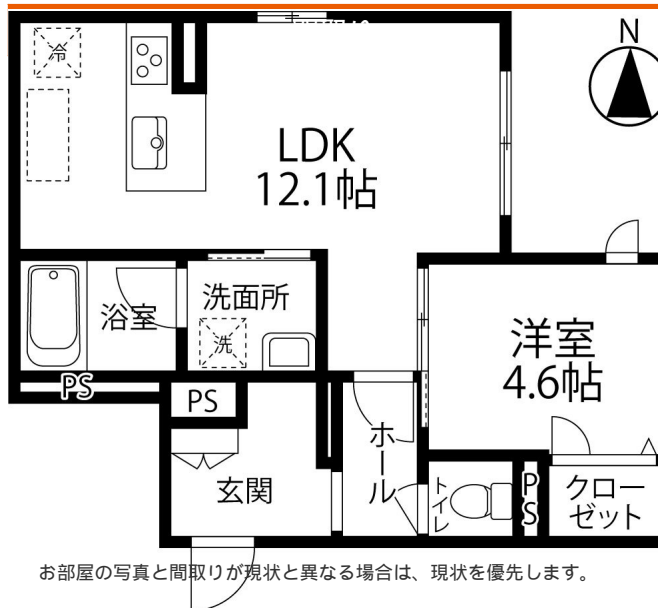 N
冷
LDK
12.1帖
浴室
洗面所
洗
洋室
4.6帖
PS
PS
ホール
玄関
トイレ
PS
クロー
ゼット
お部屋の写真と間取りが現状と異なる場合は、現状を優先します。